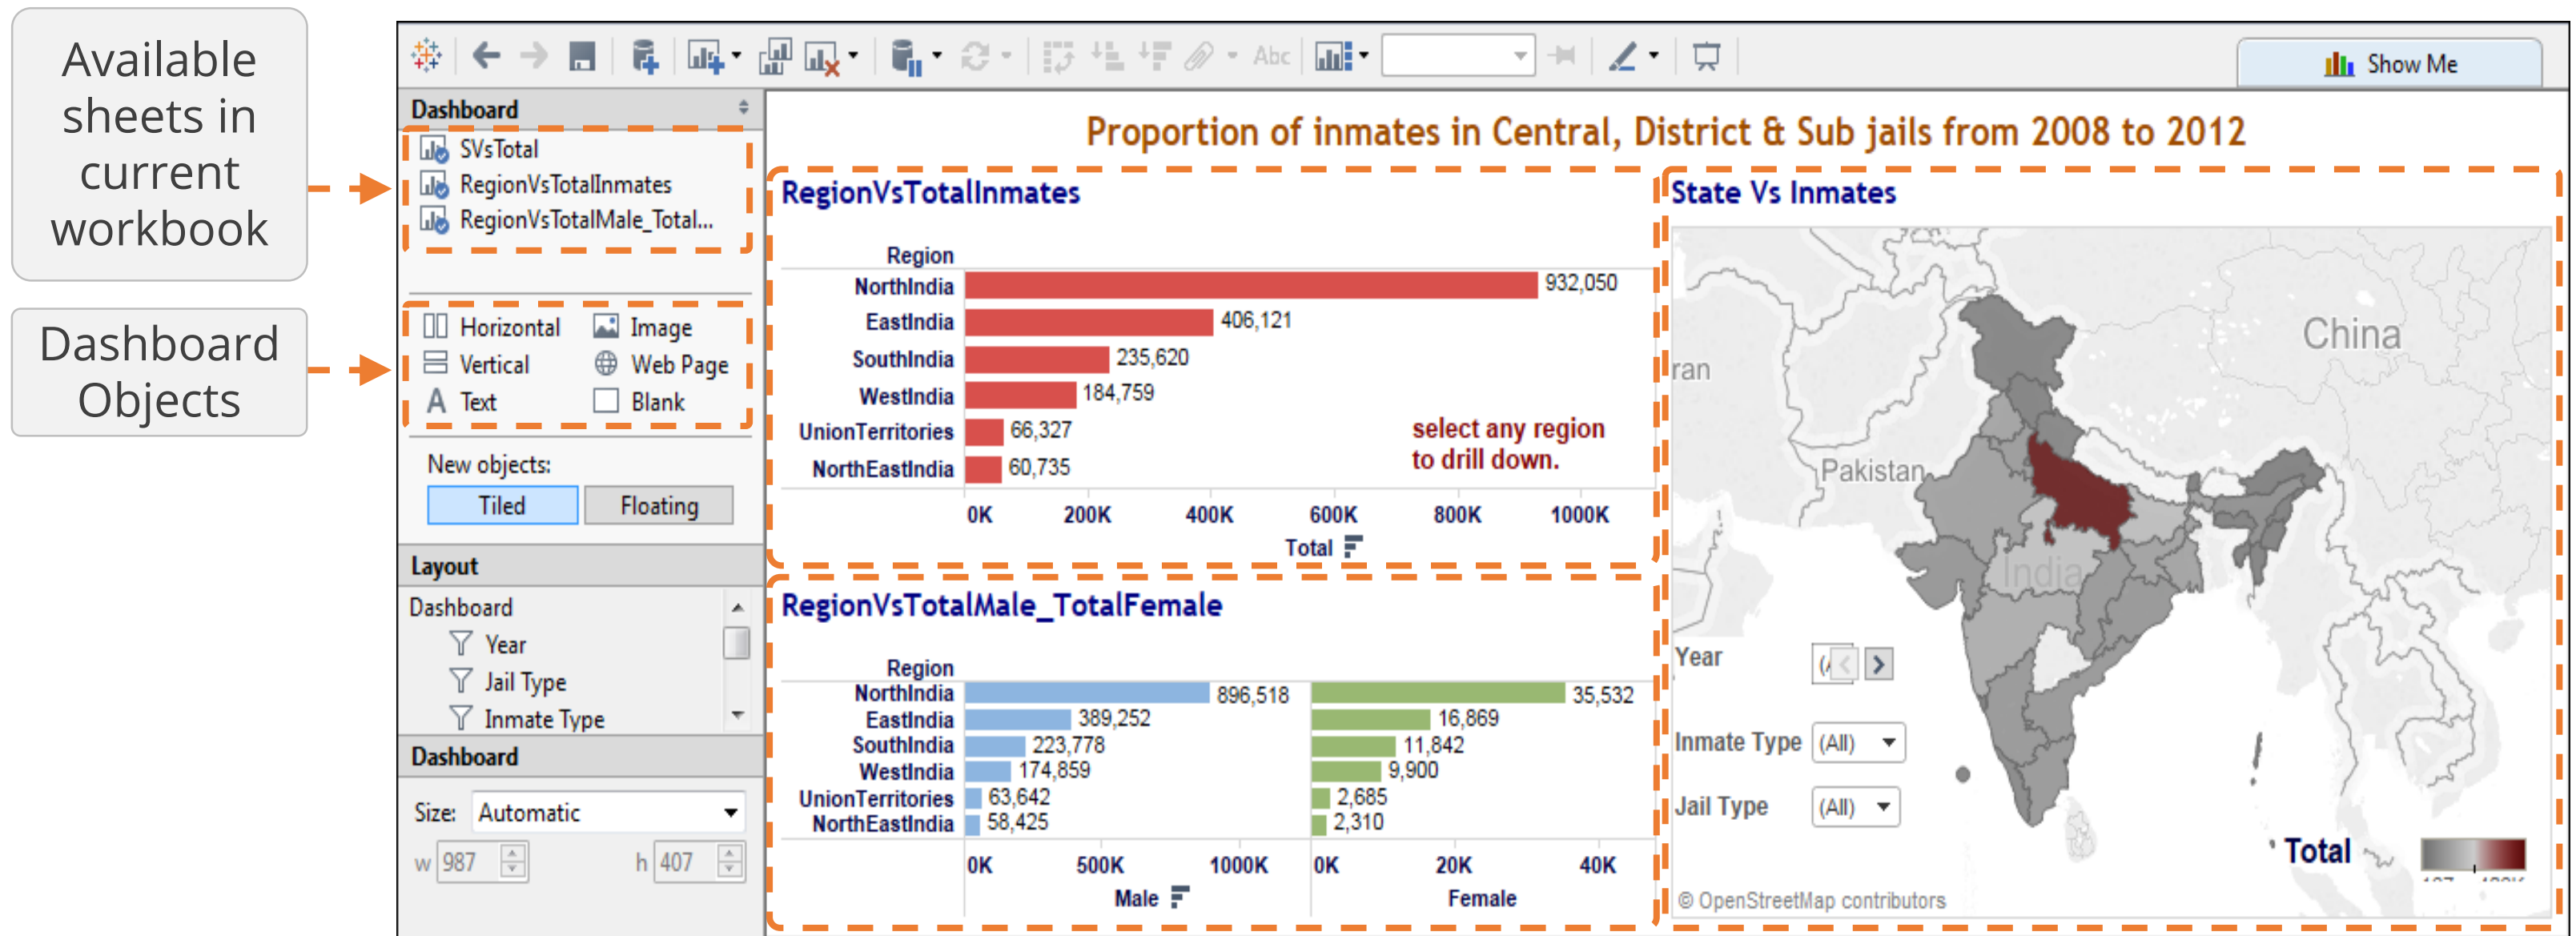 Available
sheets in
current
workbook
Dashboard
Objects
Abc
Show Me
Dashboard
SVsTotal
RegionVsTotalInmates
RegionVsTotalMale_Total...
Horizontal
Image
Vertical
Web Page
A Text
Blank
New objects:
Tiled
Floating
Layout
Dashboard
Year
Jail Type
Inmate Type
Dashboard
Size: Automatic
w 987 h 407
Proportion of inmates in Central, District & Sub jails from 2008 to 2012
RegionVsTotalInmates
Region
NorthIndia 932,050
EastIndia 406,121
SouthIndia 235,620
WestIndia 184,759
UnionTerritories 66,327
NorthEastIndia 60,735
select any region
to drill down.
0K 200K 400K 600K 800K 1000K
Total
RegionVsTotalMale_TotalFemale
Region
NorthIndia 896,518 35,532
EastIndia 389,252 16,869
SouthIndia 223,778 11,842
WestIndia 174,859 9,900
UnionTerritories 63,642 2,685
NorthEastIndia 58,425 2,310
0K 500K 1000K 0K 20K 40K
Male Female
State Vs Inmates
China
ran
Pakistan
India
Year
Inmate Type (All)
Jail Type (All)
Total
© OpenStreetMap contributors